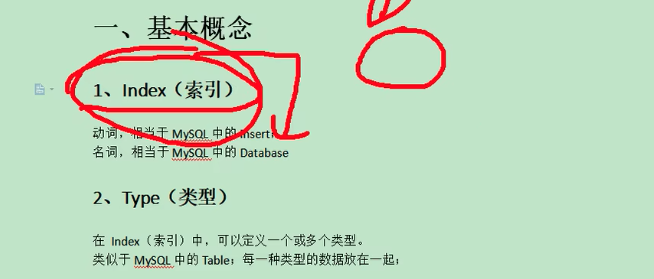 一、基本概念
1、Index（索引）
动词，相当于 MySQL 中的 insert；
名词，相当于 MySQL 中的 Database
2、Type（类型）
在 Index（索引）中，可以定义一个或多个类型。
类似于 MySQL 中的 Table；每一种类型的数据放在一起；